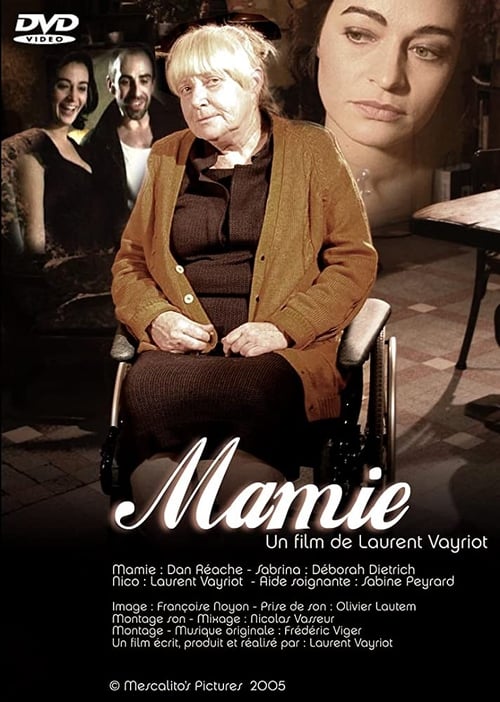 DVD
VIDEO
Mamie
Un film de Laurent Vayriot
Mamie : Dan Réache - Sabrina : Déborah Dietrich
Nico : Laurent Vayriot - Aide soignante : Sabine Peyrard
Image : Françoise Noyon - Prise de son : Olivier Lautem
Montage son - Mixage : Nicolas Vasseur
Montage - Musique originale : Frédéric Viger
Un film écrit, produit et réalisé par : Laurent Vayriot
© Mescalito's Pictures 2005